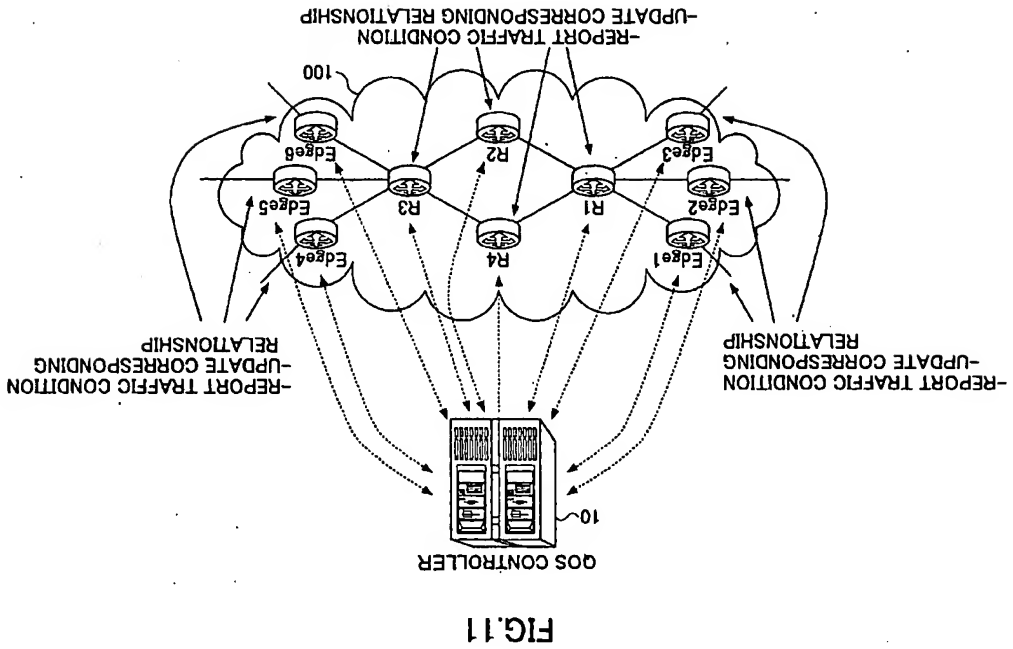 FIG.11
QOS CONTROLLER
10
-REPORT TRAFFIC CONDITION
-UPDATE CORRESPONDING
RELATIONSHIP
-REPORT TRAFFIC CONDITION
-UPDATE CORRESPONDING
RELATIONSHIP
Edge1
R4
Edge4
Edge2
R1
R3
Edge5
Edge3
R2
Edge6
100
-REPORT TRAFFIC CONDITION
-UPDATE CORRESPONDING RELATIONSHIP